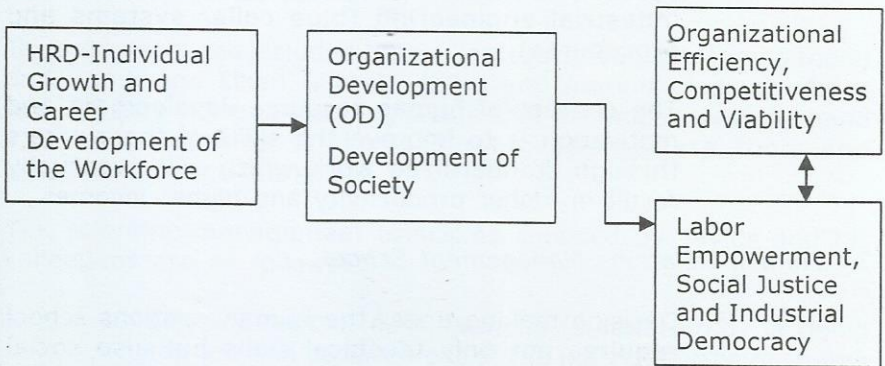 HRD-Individual
Growth and
Career
Development of
the Workforce
Organizational
Development
(OD)
Development of
Society
Organizational
Efficiency,
Competitiveness
and Viability
Labor
Empowerment,
Social Justice
and Industrial
Democracy